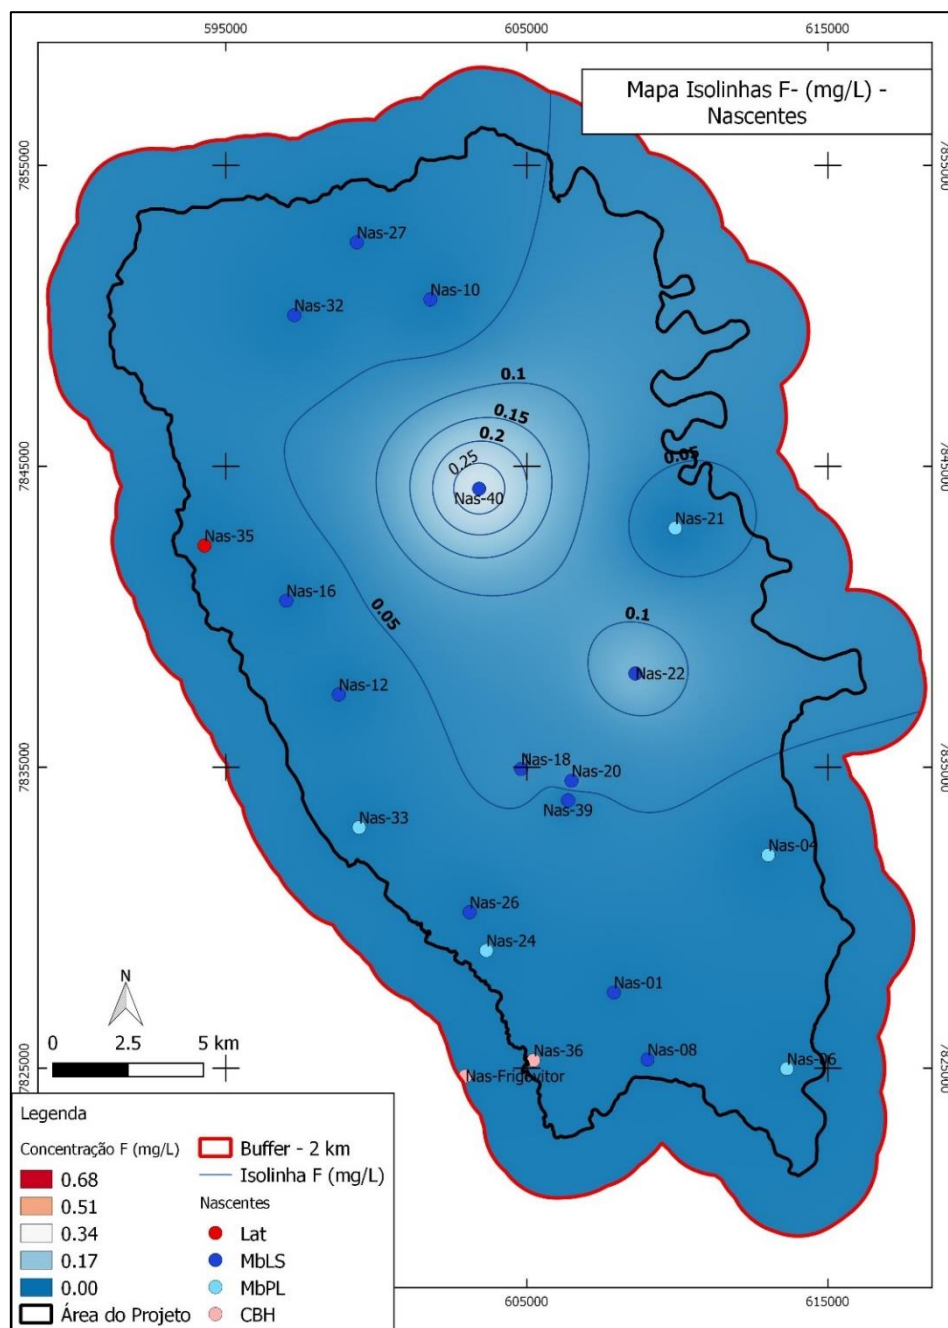 595000
605000
615000
Mapa Isolinhas F- (mg/L) -
Nascentes
7855000
7855000
Nas-27
Nas-10
Nas-32
0.1
0.15
0.2
0.25
0.05
7845000
7845000
Nas-40
Nas-21
Nas-35
Nas-16
0.05
0.1
Nas-22
Nas-12
Nas-18
Nas-20
7835000
7835000
Nas-39
Nas-33
Nas-04
Nas-26
Nas-24
Nas-01
N
0 2.5 5 km
Nas-36
Nas-08
Nas-06
Nas-Frigovitor
7825000
7825000
Legenda
Concentração F (mg/L)
0.68
0.51
0.34
0.17
0.00
Área do Projeto
Buffer - 2 km
Isolinha F (mg/L)
Nascentes
Lat
MbLS
MbPL
CBH
605000
615000